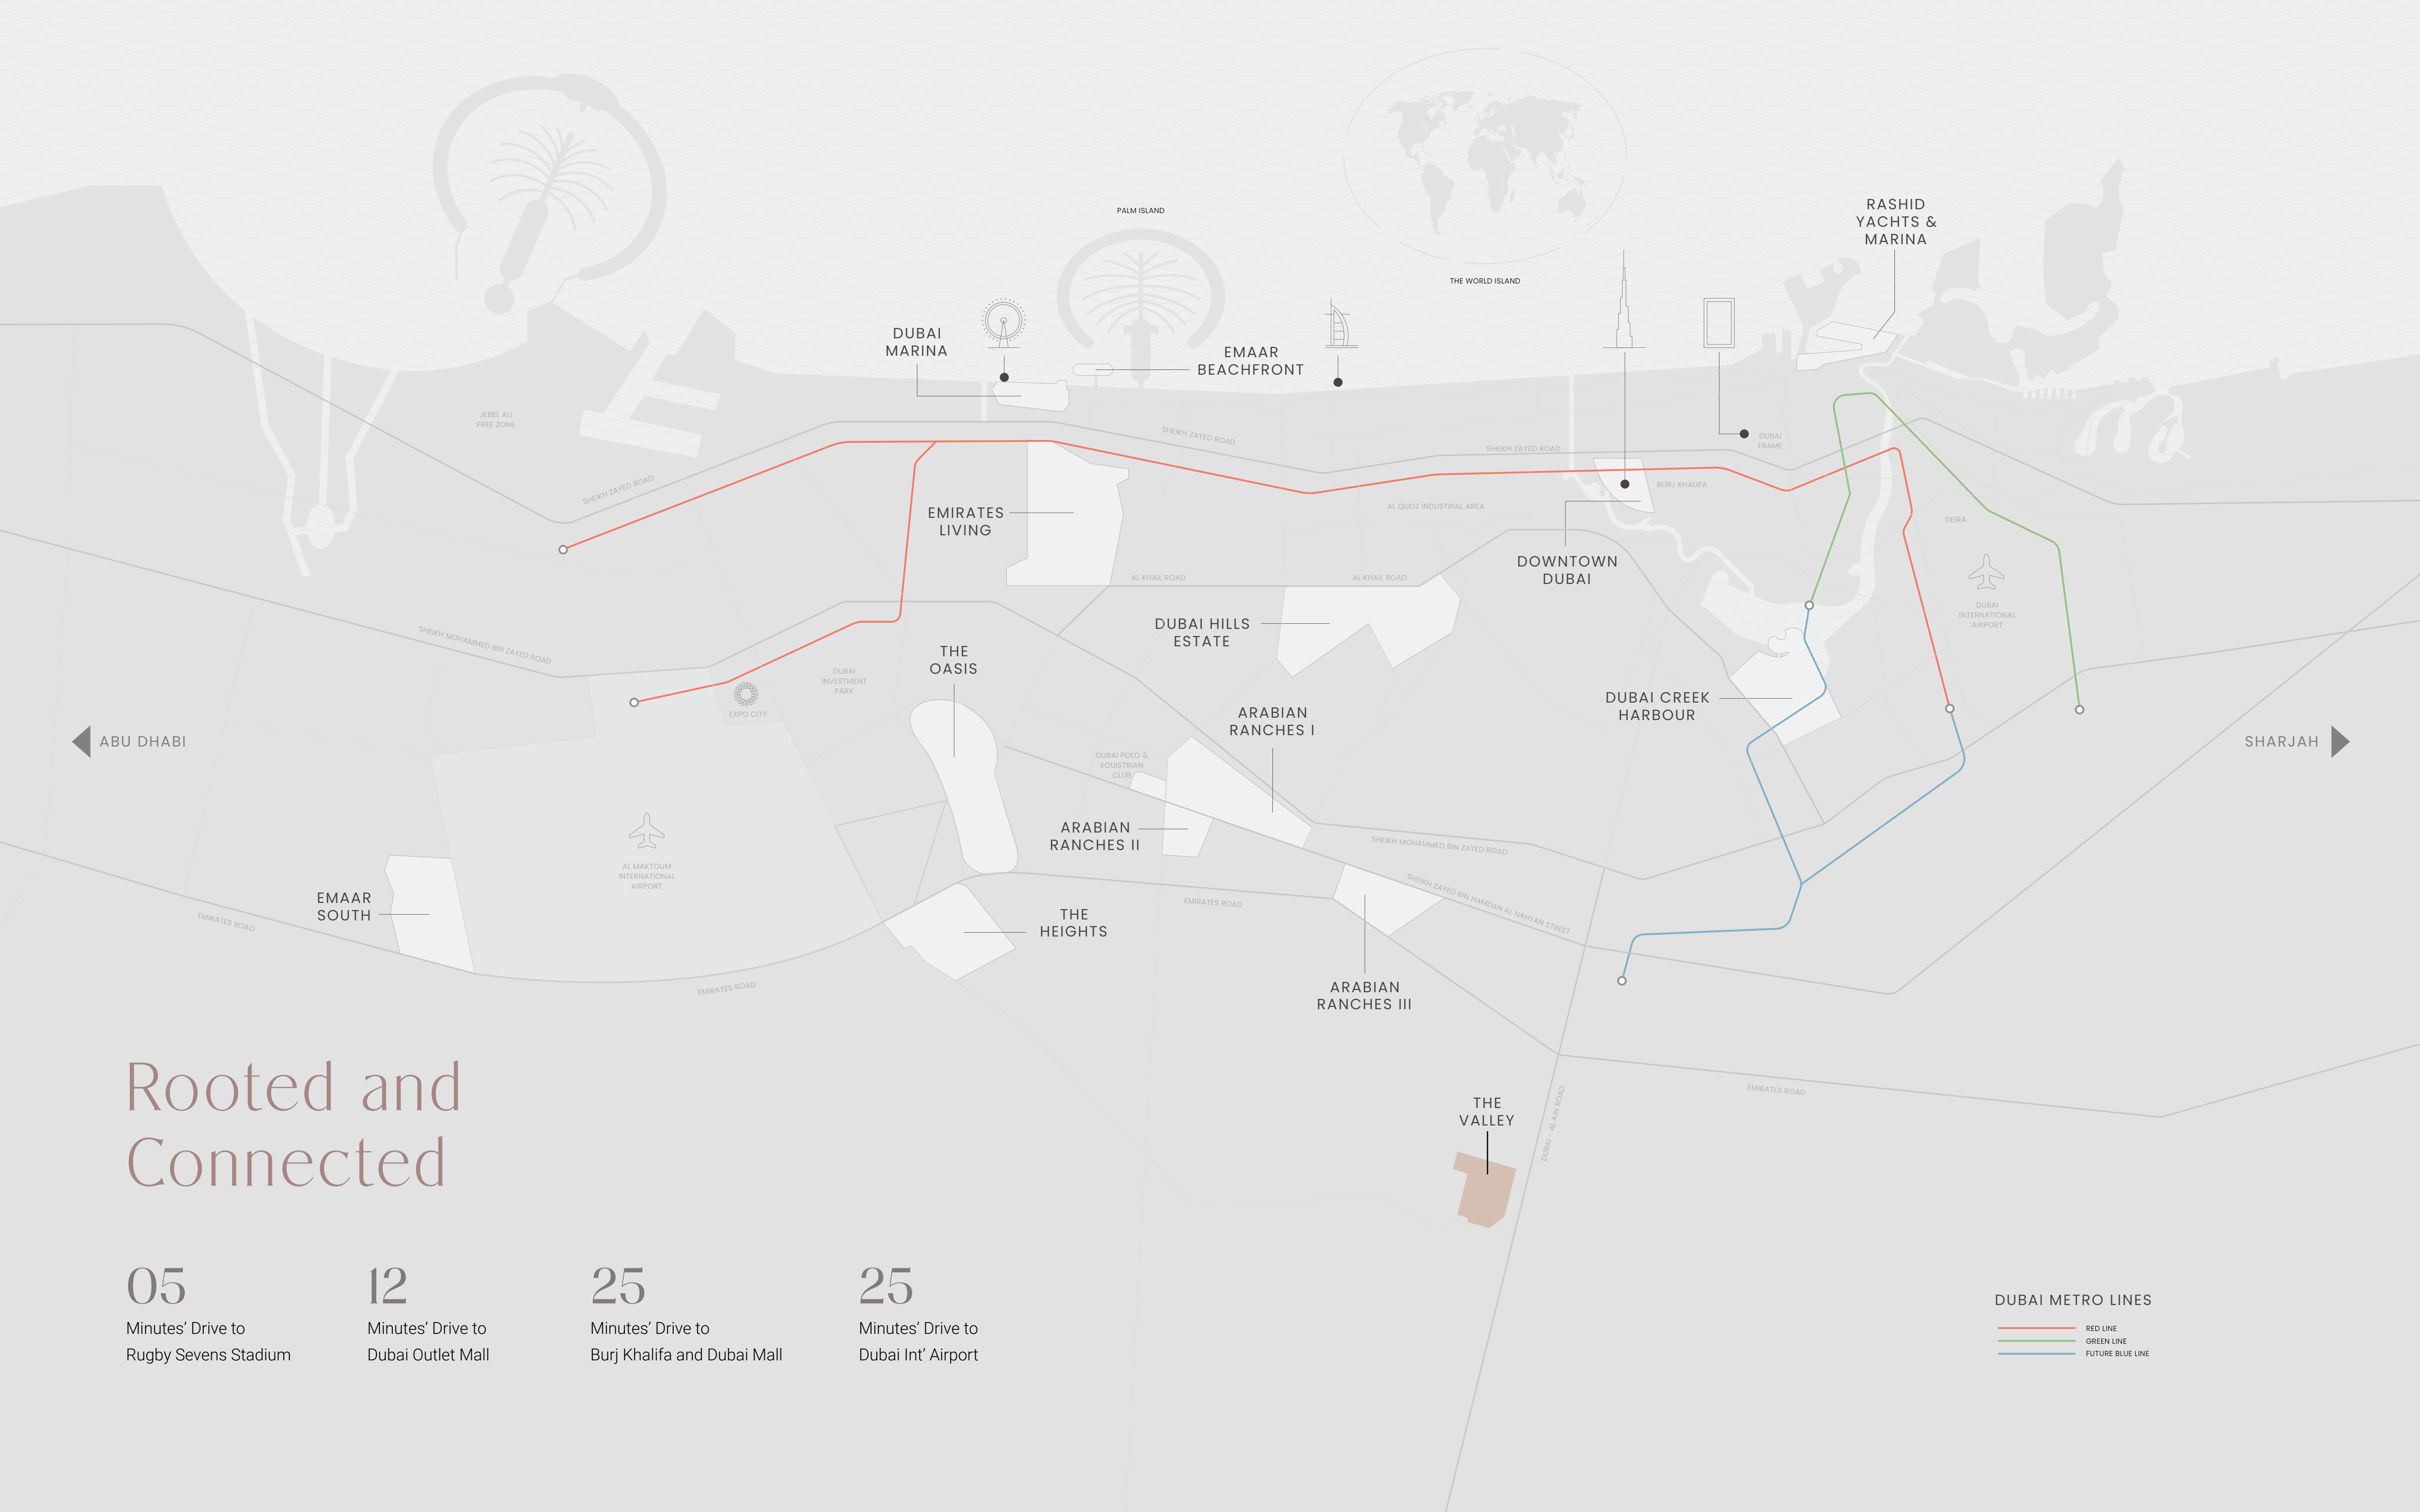 RASHID
YACHTS &
MARINA
PALM ISLAND
THE WORLD ISLAND
DUBAI
MARINA
EMAAR
BEACHFRONT
JEBEL ALI
FREE ZONE
SHEIKH ZAYED ROAD
SHEIKH ZAYED ROAD
SHEIKH ZAYED ROAD
DUBAI
FRAME
BURJ KHALIFA
AL QUOZ INDUSTRIAL AREA
DEIRA
EMIRATES
LIVING
DOWNTOWN
DUBAI
AL KHAIL ROAD
AL KHAIL ROAD
DUBAI
INTERNATIONAL
AIRPORT
DUBAI HILLS
ESTATE
SHEIKH MOHAMMED BIN ZAYED ROAD
THE
OASIS
DUBAI
INVESTMENT
PARK
EXPO CITY
DUBAI CREEK
HARBOUR
ARABIAN
RANCHES I
ABU DHABI
SHARJAH
DUBAI POLO &
EQUISTRIAN
CLUB
ARABIAN
RANCHES II
SHEIKH MOHAMMED BIN ZAYED ROAD
AL MAKTOUM
INTERNATIONAL
AIRPORT
SHEIKH ZAYED BIN HAMDAN AL NAHYAN STREET
EMAAR
SOUTH
EMIRATES ROAD
EMIRATES ROAD
THE
HEIGHTS
EMIRATES ROAD
ARABIAN
RANCHES III
Rooted and
Connected
EMIRATES ROAD
THE
VALLEY
DUBAI - AL AIN ROAD
05
Minutes' Drive to
Rugby Sevens Stadium
12
Minutes' Drive to
Dubai Outlet Mall
25
Minutes' Drive to
Burj Khalifa and Dubai Mall
25
Minutes' Drive to
Dubai Int' Airport
DUBAI METRO LINES
RED LINE
GREEN LINE
FUTURE BLUE LINE